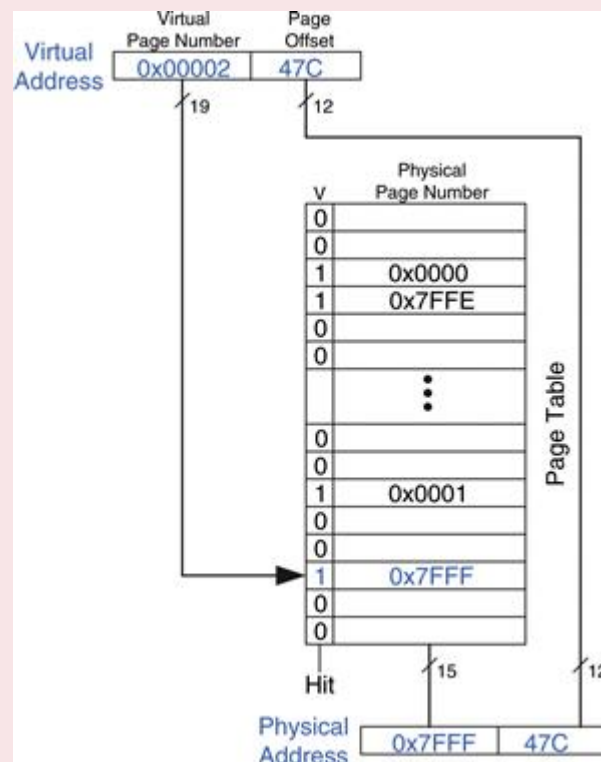 Virtual
Page Number
Page
Offset
Virtual
Address
0x00002
47C
19
12
V
Physical
Page Number
0
0
1
0x0000
1
0x7FFE
0
0
0
0
1
0x0001
0
0
1
0x7FFF
0
0
Page Table
Hit
15
12
Physical
Address
0x7FFF
47C